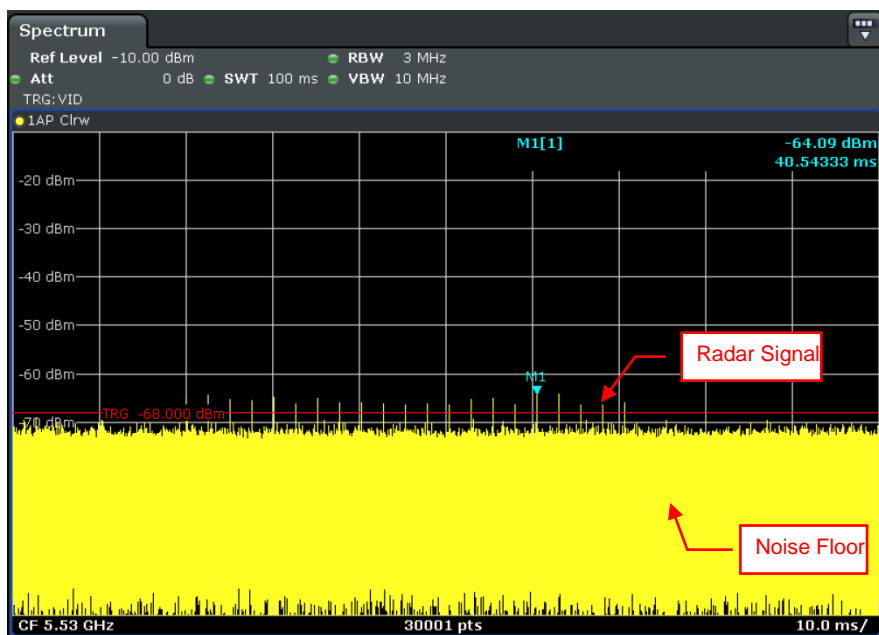 Spectrum
Ref Level -10.00 dBm RBW 3 MHz
Att 0 dB SWT 100 ms VBW 10 MHz
TRG:VID
1AP Clrw
M1[1] -64.09 dBm
40.54333 ms
-20 dBm
-30 dBm
-40 dBm
-50 dBm
Radar Signal
-60 dBm
M1
TRG -68.000 dBm
-70 dBm
Noise Floor
CF 5.53 GHz 30001 pts 10.0 ms/